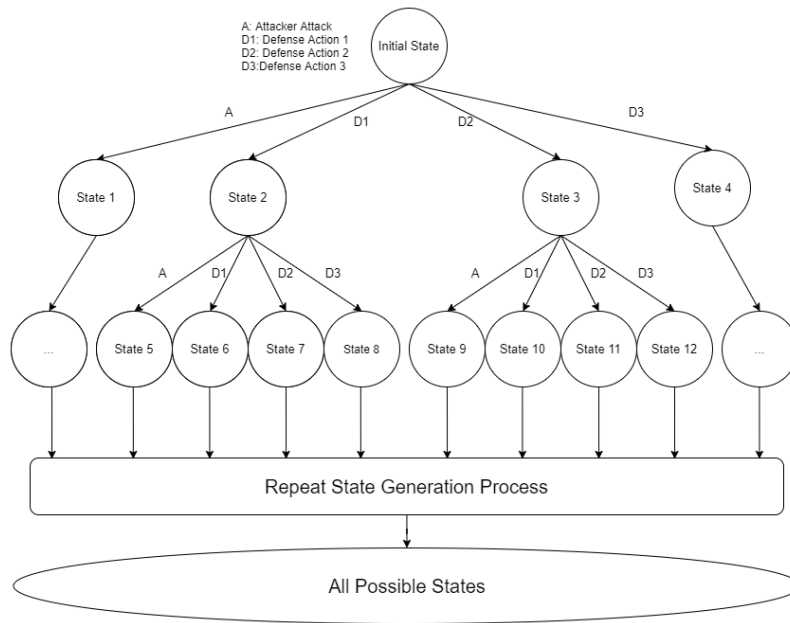 A: Attacker Attack
D1: Defense Action 1
D2: Defense Action 2
D3:Defense Action 3
Initial State
A
D1
D2
D3
State 1
State 2
State 3
State 4
A
D1
D2
D3
A
D1
D2
D3
...
State 5
State 6
State 7
State 8
State 9
State 10
State 11
State 12
...
Repeat State Generation Process
All Possible States